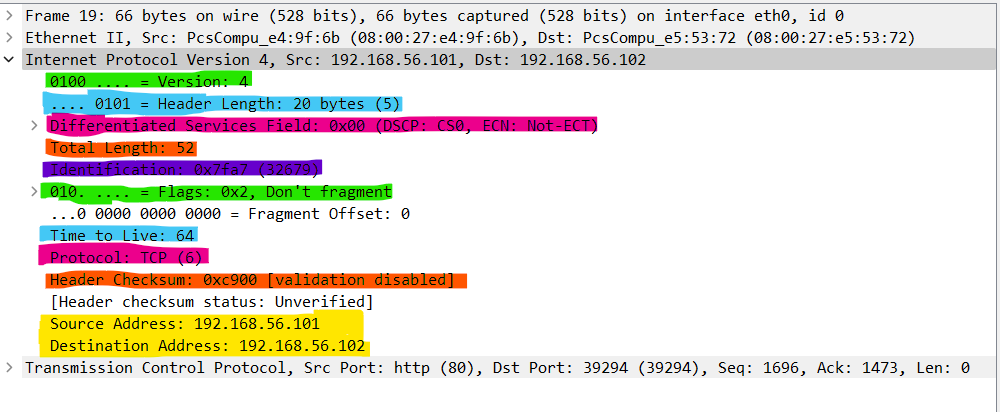 Frame 19: 66 bytes on wire (528 bits), 66 bytes captured (528 bits) on interface eth0, id 0
Ethernet II, Src: PcsCompu_e4:9f:6b (08:00:27:e4:9f:6b), Dst: PcsCompu_e5:53:72 (08:00:27:e5:53:72)
Internet Protocol Version 4, Src: 192.168.56.101, Dst: 192.168.56.102
0100 .... = Version: 4
.... 0101 = Header Length: 20 bytes (5)
Differentiated Services Field: 0x00 (DSCP: CS0, ECN: Not-ECT)
Total Length: 52
Identification: 0x7fa7 (32679)
010. .... = Flags: 0x2, Don't fragment
...0 0000 0000 0000 = Fragment Offset: 0
Time to Live: 64
Protocol: TCP (6)
Header Checksum: 0xc900 [validation disabled]
[Header checksum status: Unverified]
Source Address: 192.168.56.101
Destination Address: 192.168.56.102
Transmission Control Protocol, Src Port: http (80), Dst Port: 39294 (39294), Seq: 1696, Ack: 1473, Len: 0